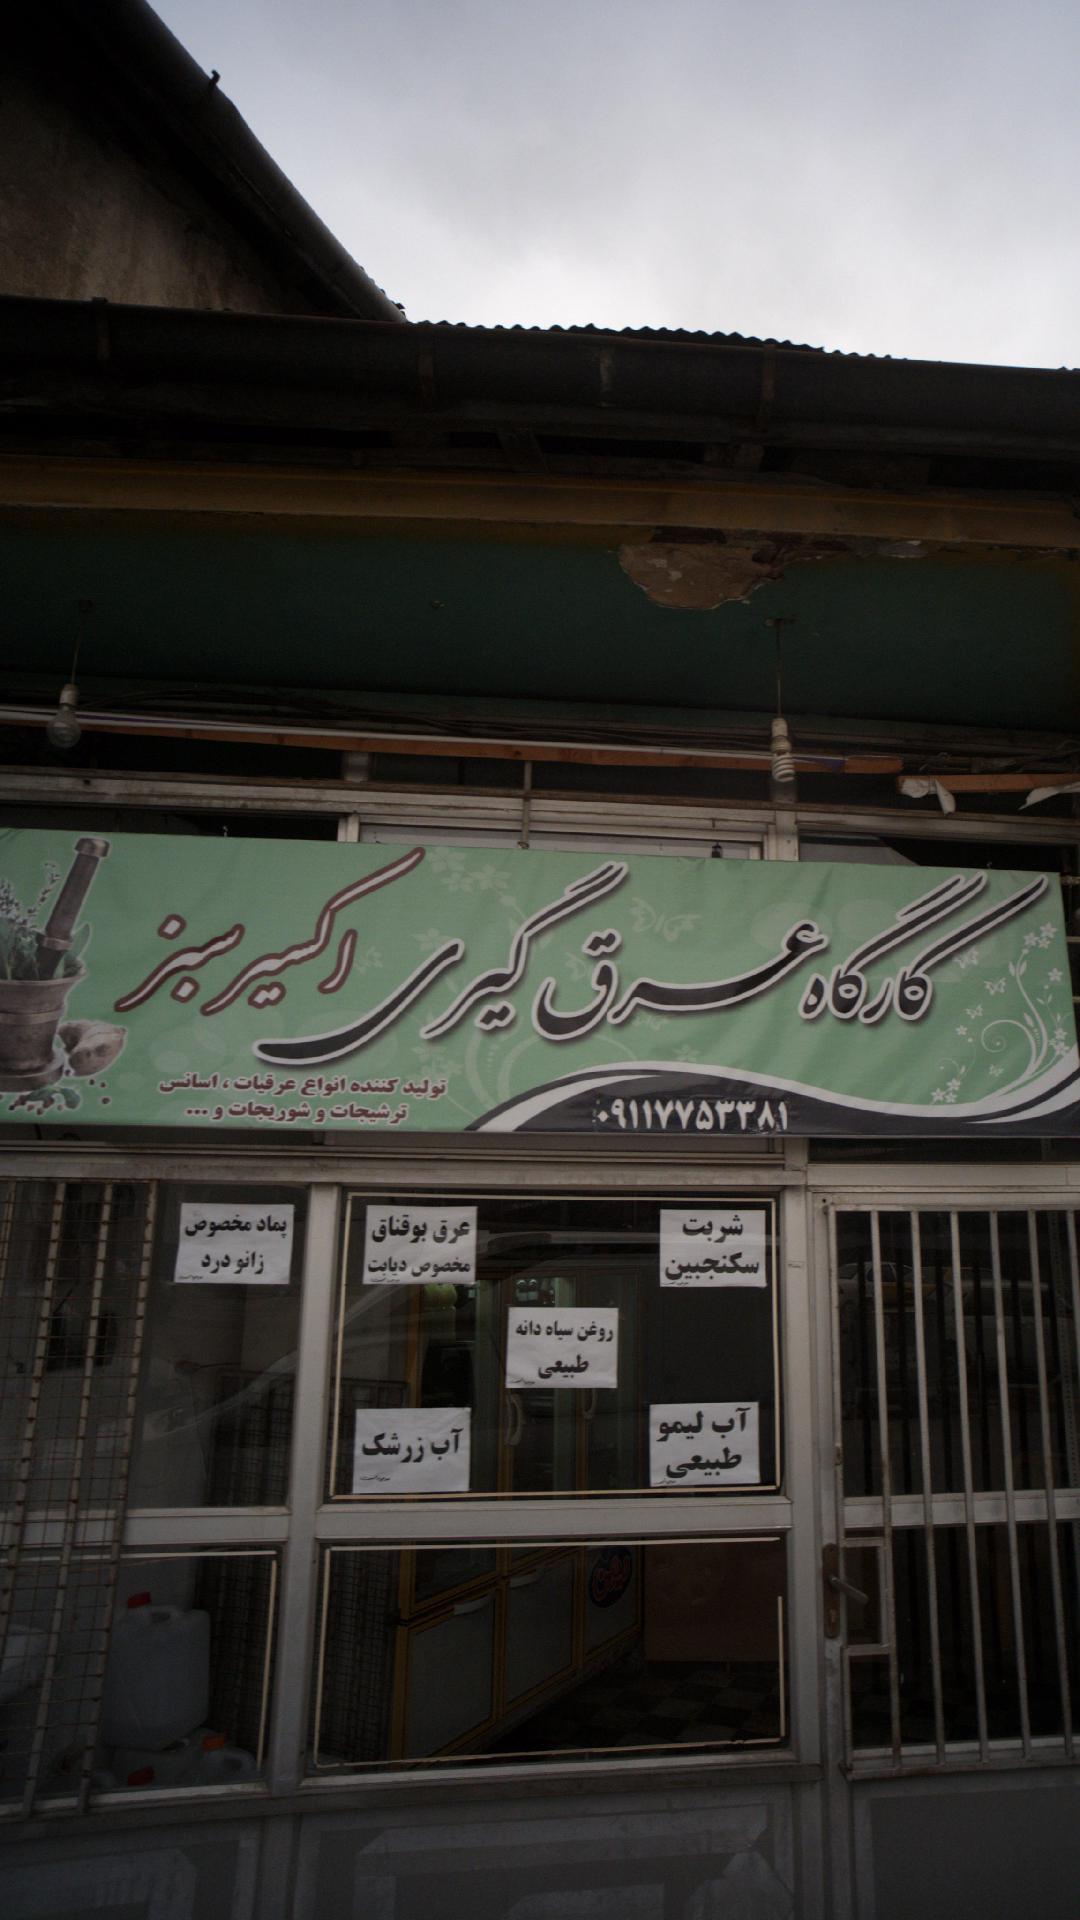 کارگاه عرق گیری اکسیر سبز
تولید کننده انواع عرقیات ، اسانس
ترشیجات و شوریجات و ...
۰۹۱۱۷۷۵۳۳۸۱
شربت
سکنجبین
عرق بوقناق
مخصوص دیابت
پماد مخصوص
زانو درد
روغن سیاه دانه
طبیعی
آب لیمو
طبیعی
آب زرشک